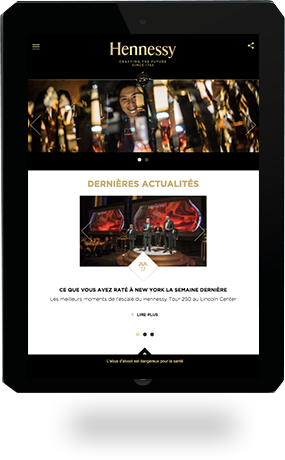 Hennessy
CRAFTING THE FUTURE
SINCE 1765
250
DERNIÈRES ACTUALITÉS
JUIL.
17
CE QUE VOUS AVEZ RATÉ À NEW YORK LA SEMAINE DERNIÈRE
Les meilleurs moments de l'escale du Hennessy Tour 250 au Lincoln Center
LIRE PLUS
L'abus d'alcool est dangereux pour la santé